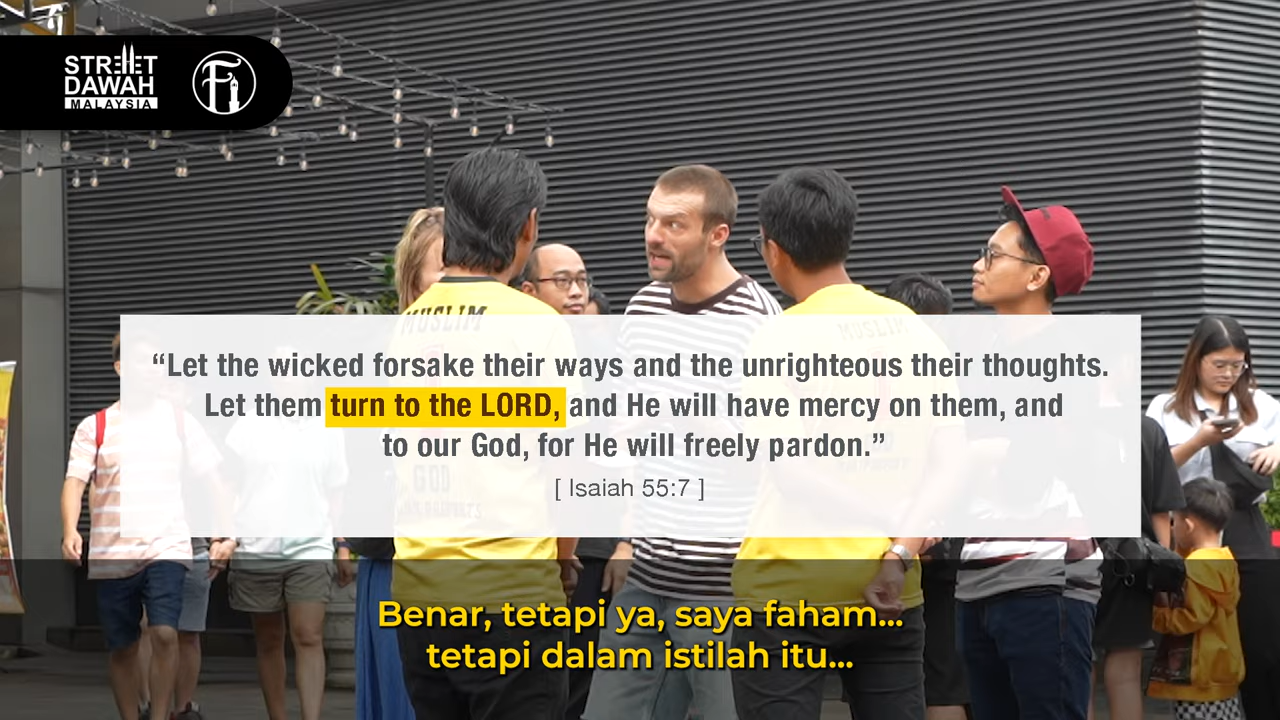 STREET
DAWAH
MALAYSIA
Fi
MUSLIM
MUSLIM
“Let the wicked forsake their ways and the unrighteous their thoughts.
Let them turn to the LORD, and He will have mercy on them, and
to our God, for He will freely pardon.”
[ Isaiah 55:7 ]
GOD
Benar, tetapi ya, saya faham...
tetapi dalam istilah itu...